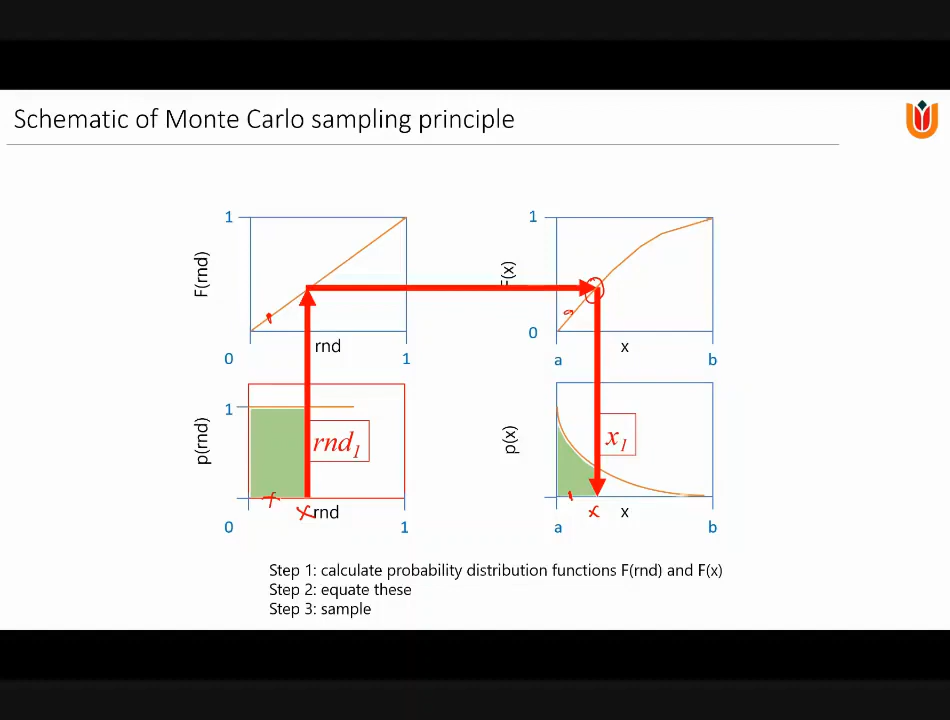 Schematic of Monte Carlo sampling principle
1
F(rnd)
0
rnd
1
1
F(x)
0
a
x
b
1
p(rnd)
rnd1
0
rnd
1
p(x)
x1
a
x
b
Step 1: calculate probability distribution functions F(rnd) and F(x)
Step 2: equate these
Step 3: sample